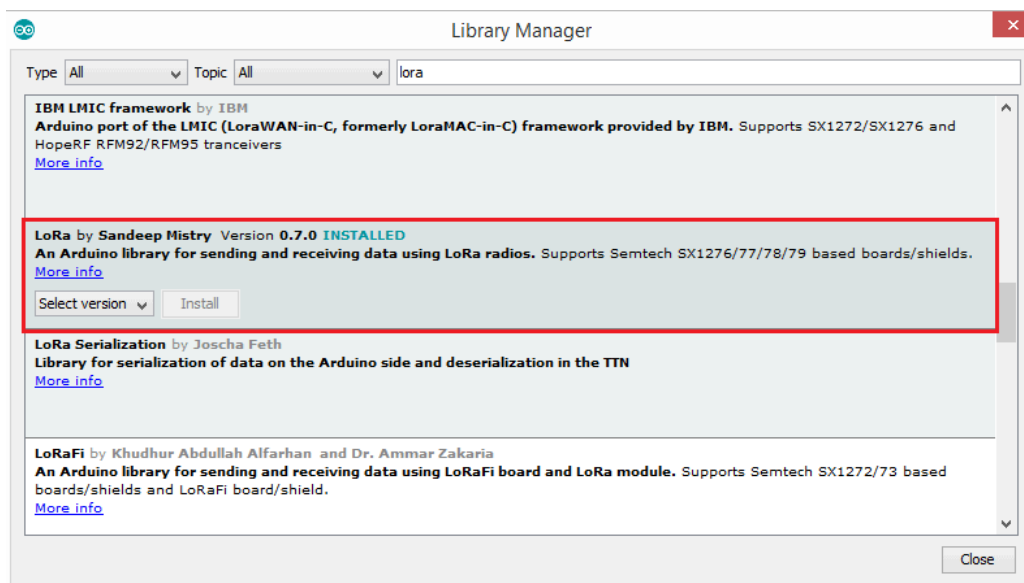 Library Manager
Type All Topic All lora
IBM LMIC framework by IBM
Arduino port of the LMIC (LoraWAN-in-C, formerly LoraMAC-in-C) framework provided by IBM. Supports SX1272/SX1276 and
HopeRF RFM92/RFM95 tranceivers
More info
LoRa by Sandeep Mistry Version 0.7.0 INSTALLED
An Arduino library for sending and receiving data using LoRa radios. Supports Semtech SX1276/77/78/79 based boards/shields.
More info
Select version Install
LoRa Serialization by Joscha Feth
Library for serialization of data on the Arduino side and deserialization in the TTN
More info
LoRaFi by Khudhur Abdullah Alfarhan and Dr. Ammar Zakaria
An Arduino library for sending and receiving data using LoRaFi board and LoRa module. Supports Semtech SX1272/73 based
boards/shields and LoRaFi board/shield.
More info
Close